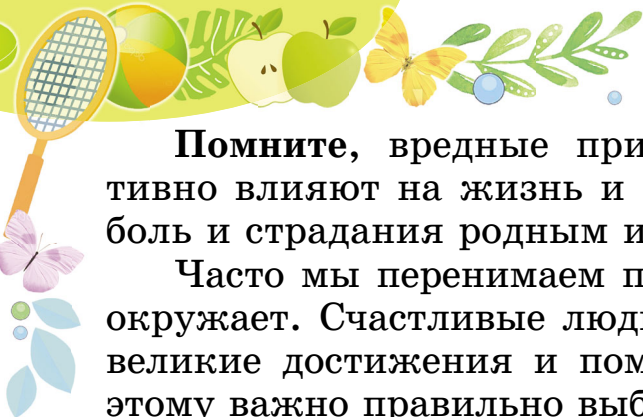 Помните, вредные при
тивно влияют на жизнь и
боль и страдания родным и
Часто мы перенимаем п
окружает. Счастливые люд
великие достижения и пом
этому важно правильно выб